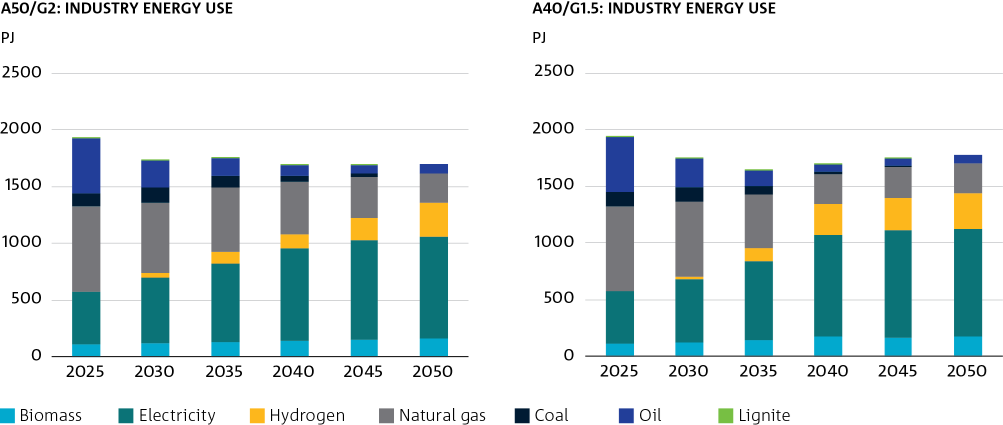 A50/G2: INDUSTRY ENERGY USE
PJ
2500
2000
1500
1000
500
0
2025 2030 2035 2040 2045 2050
A40/G1.5: INDUSTRY ENERGY USE
PJ
2500
2000
1500
1000
500
0
2025 2030 2035 2040 2045 2050
Biomass Electricity Hydrogen Natural gas Coal Oil Lignite